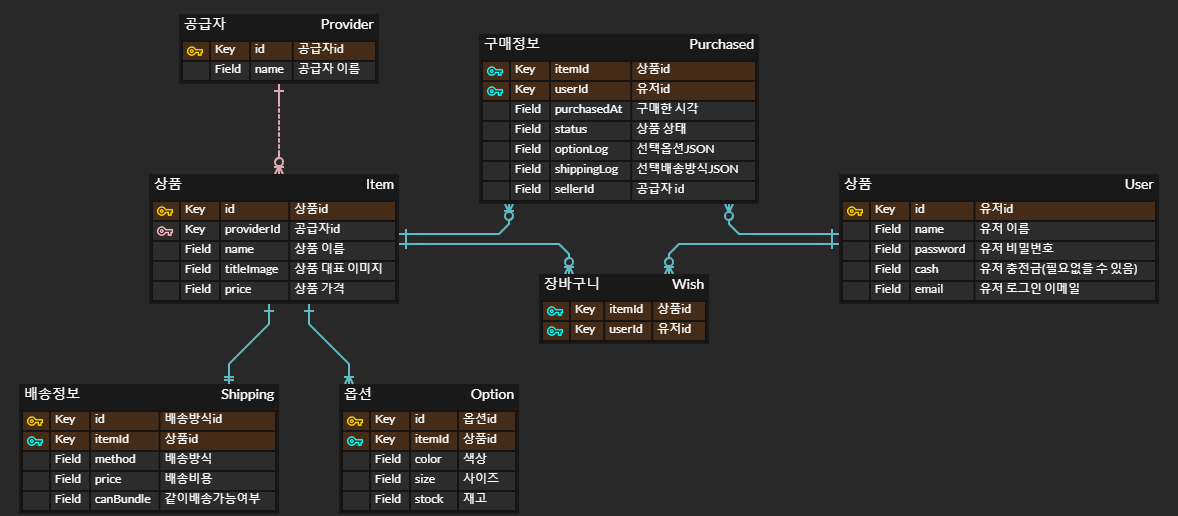 공급자 Provider
Key id 공급자id
Field name 공급자 이름
구매정보 Purchased
Key itemId 상품id
Key userId 유저id
Field purchasedAt 구매한 시각
Field status 상품 상태
Field optionLog 선택옵션JSON
Field shippingLog 선택배송방식JSON
Field sellerId 공급자 id
상품 Item
Key id 상품id
Key providerId 공급자id
Field name 상품 이름
Field titleImage 상품 대표 이미지
Field price 상품 가격
상품 User
Key id 유저id
Field name 유저 이름
Field password 유저 비밀번호
Field cash 유저 충전금(필요없을 수 있음)
Field email 유저 로그인 이메일
장바구니 Wish
Key itemId 상품id
Key userId 유저id
배송정보 Shipping
Key id 배송방식id
Key itemId 상품id
Field method 배송방식
Field price 배송비용
Field canBundle 같이배송가능여부
옵션 Option
Key id 옵션id
Key itemId 상품id
Field color 색상
Field size 사이즈
Field stock 재고